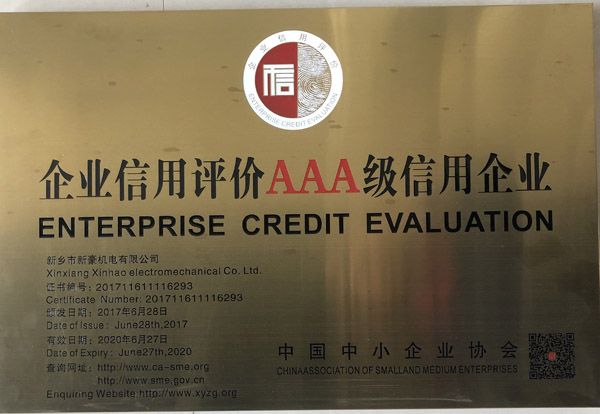 企业信用评价
信
ENTERPRISE CREDIT EVALUATION
企业信用评价AAA级信用企业
ENTERPRISE CREDIT EVALUATION
新乡市新豪机电有限公司
Xinxiang Xinhao electromechanical Co. Ltd.
证书编号: 201711611116293
Certificate Number: 201711611116293
颁发日期: 2017年6月28日
Date of Issue : June28th,2017
有效日期: 2020年6月27日
Date of Expiry : June27th,2020
查询网址: http://www.ca-sme.org
http://www.sme.gov.cn
Enquiring Website:http://www.xyzg.org
中国中小企业协会
CHINAASSOCIATION OF SMALLAND MEDIUM ENTERPRISES